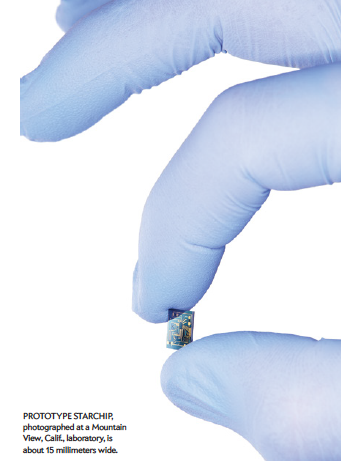 PROTOTYPE STARCHIP,
photographed at a Mountain
View, Calif., laboratory, is
about 15 millimeters wide.